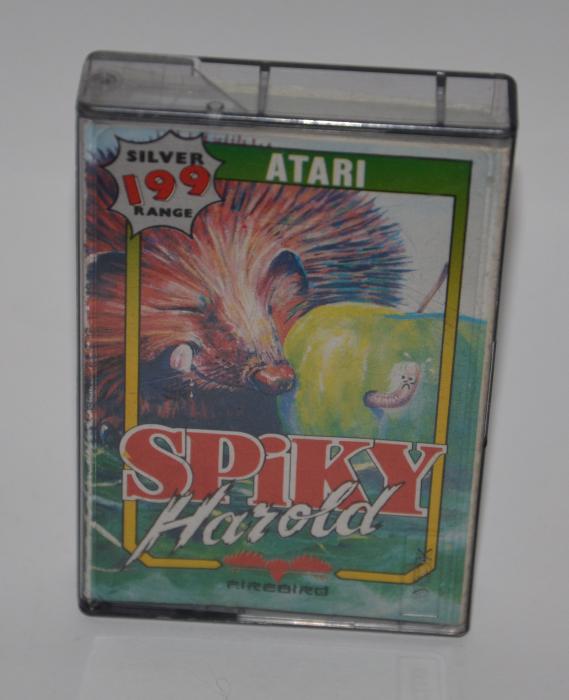 SILVER
199
RANGE
ATARI
SPiKY
Harold
FIREBIRD